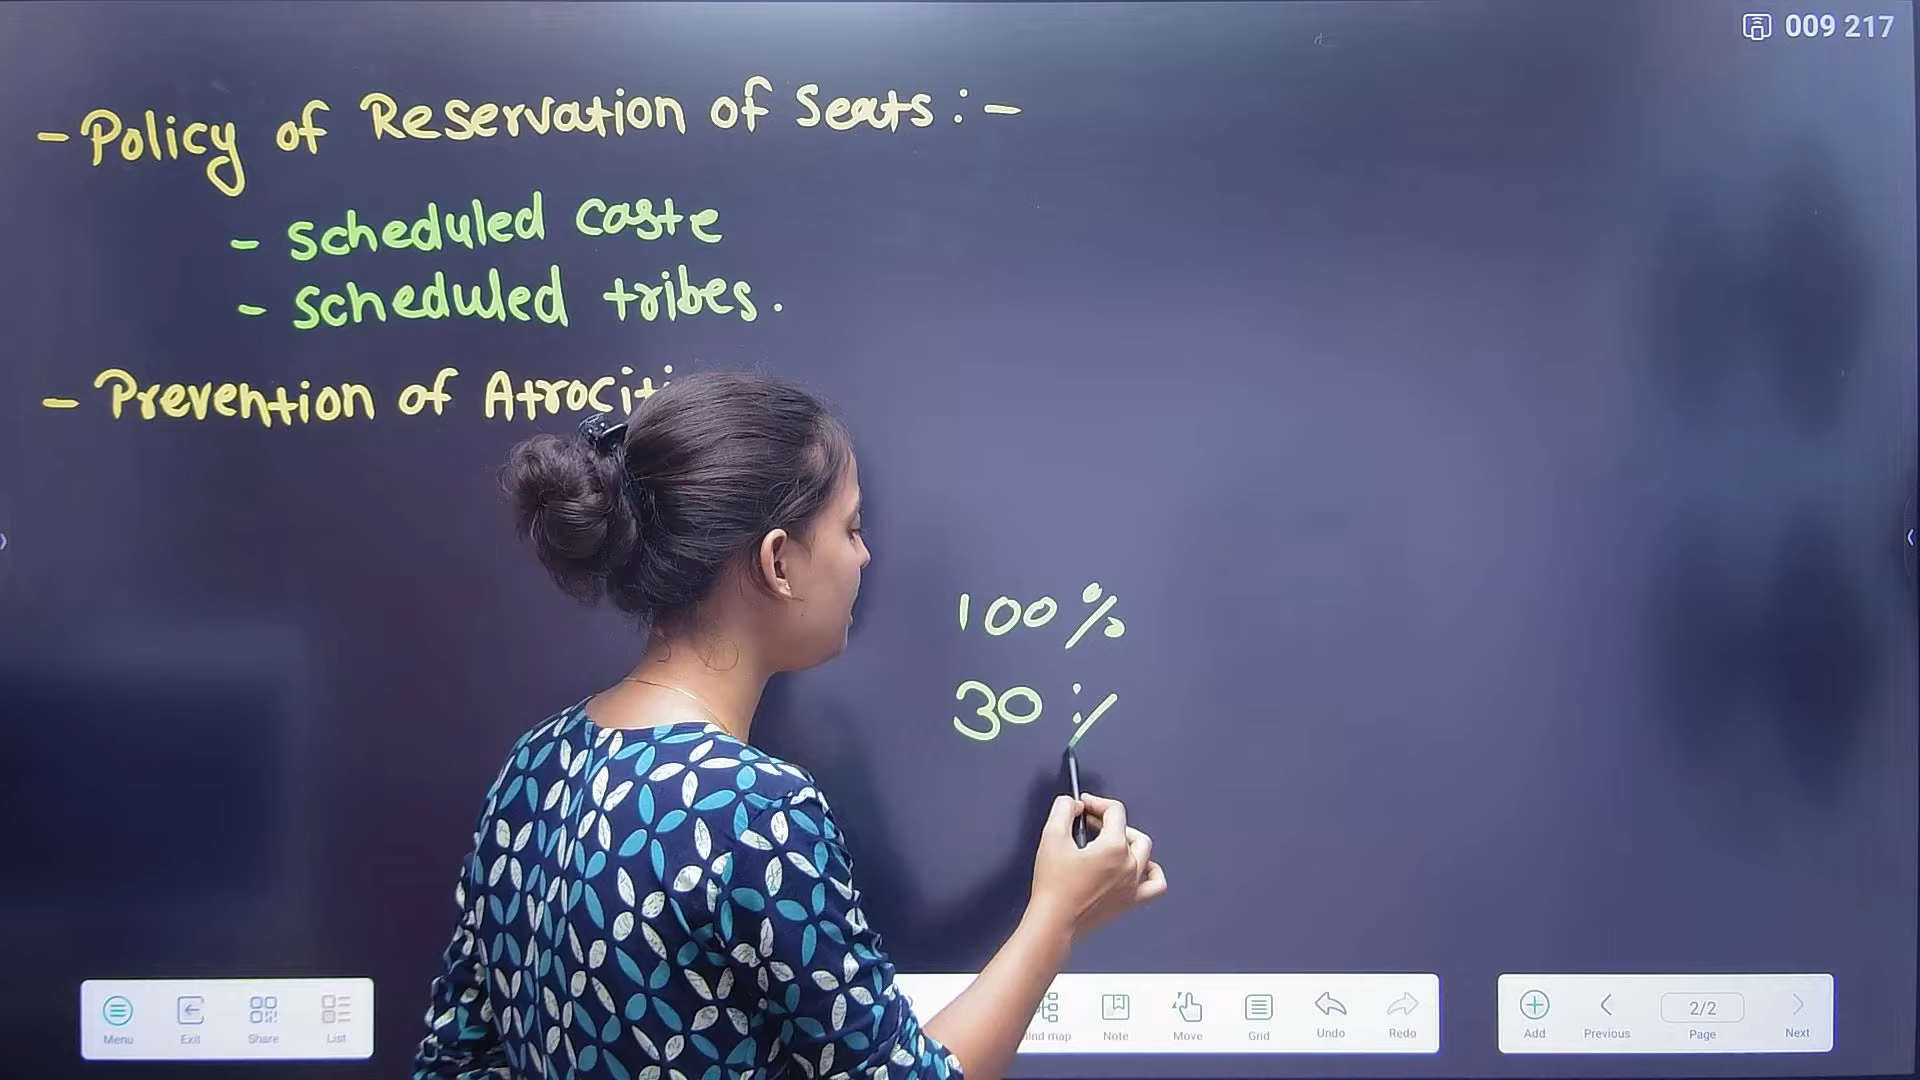 009 217
- Policy of Reservation of Seats :-
- Scheduled Caste
- Scheduled tribes.
- Prevention of
100 %
30 %
Menu Exit Share List
Note Move Grid Undo Redo
Add Previous 2/2 Page Next